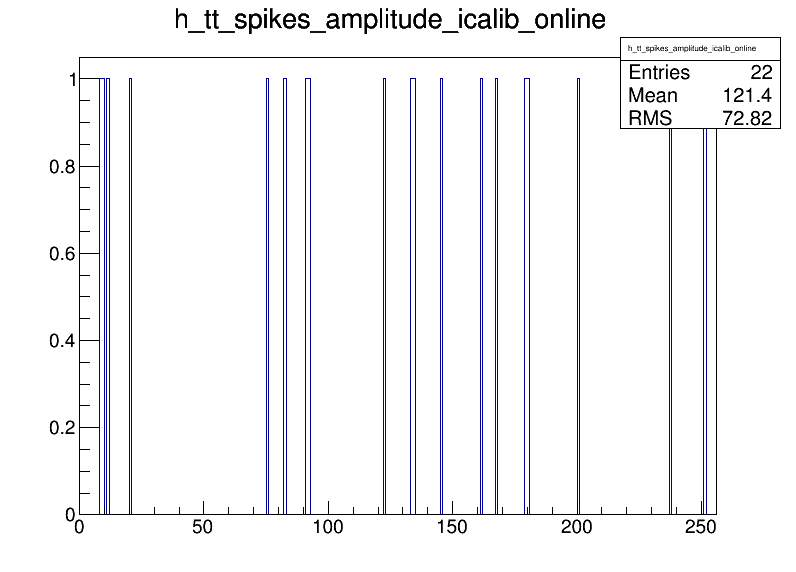 h_tt_spikes_amplitude_icalib_online
h_tt_spikes_amplitude_icalib_online
Entries 22
Mean 121.4
RMS 72.82
1
0.8
0.6
0.4
0.2
0
0 50 100 150 200 250